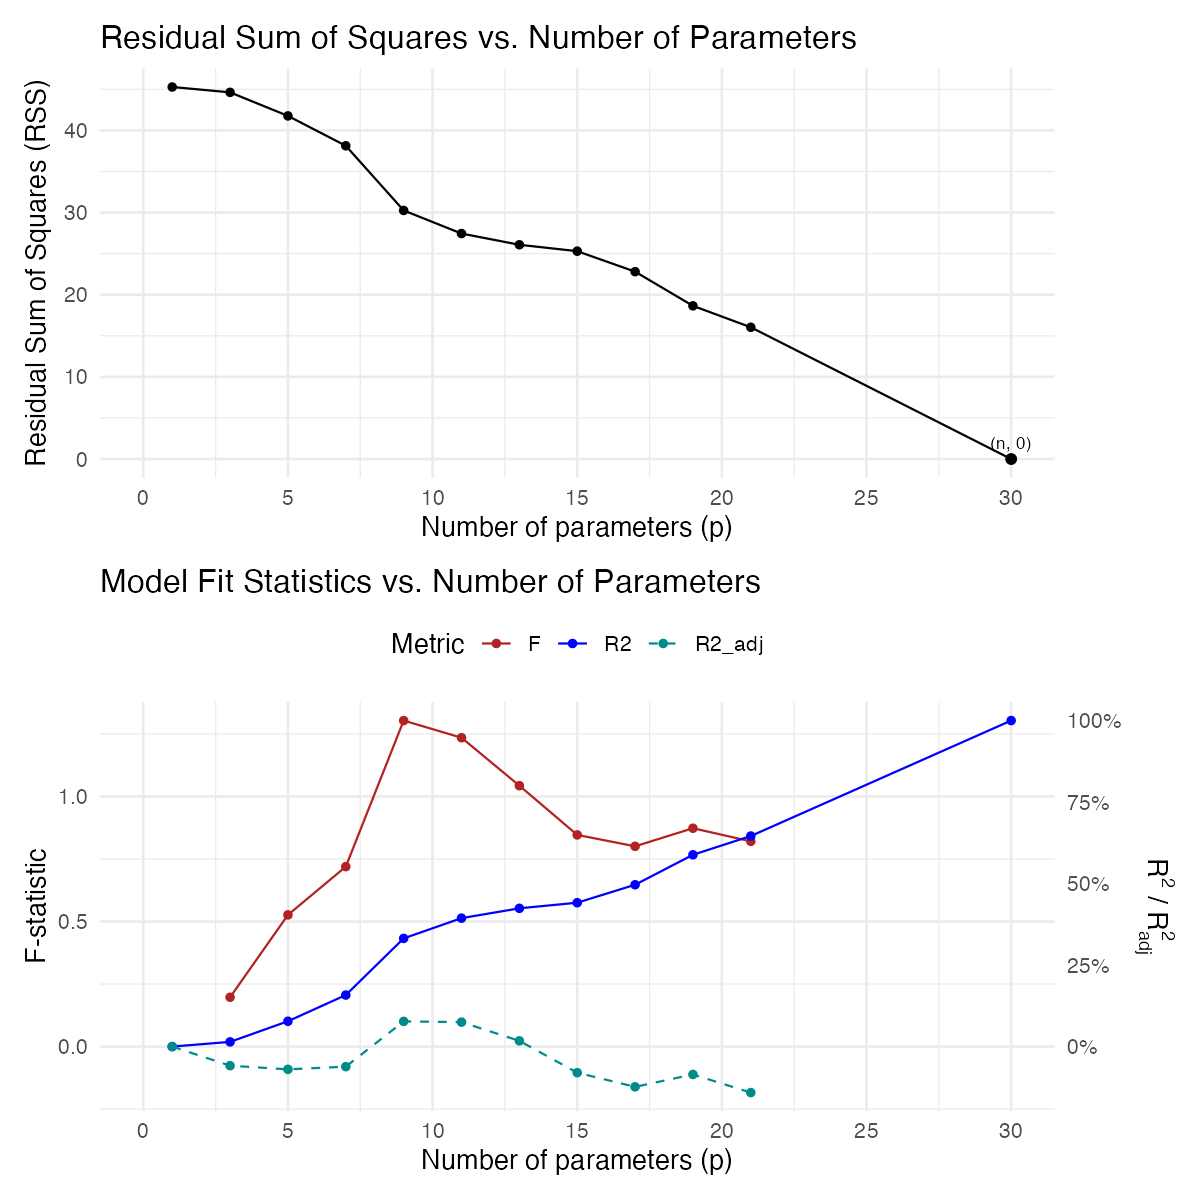 Residual Sum of Squares vs. Number of Parameters
Residual Sum of Squares (RSS)
40
30
20
10
0
(n, 0)
0 5 10 15 20 25 30
Number of parameters (p)
Model Fit Statistics vs. Number of Parameters
Metric F R2 R2_adj
F-statistic
1.0
0.5
0.0
100%
75%
50%
25%
0%
R² / R²adj
0 5 10 15 20 25 30
Number of parameters (p)